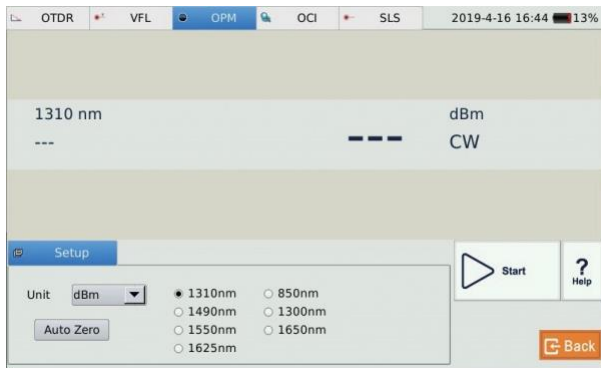 OTDR VFL OPM OCI SLS 2019-4-16 16:44 13%
1310 nm dBm
--- --- CW
Setup
Start
? Help
Unit dBm 1310nm 850nm
1490nm 1300nm
Auto Zero 1550nm 1650nm
1625nm
Back